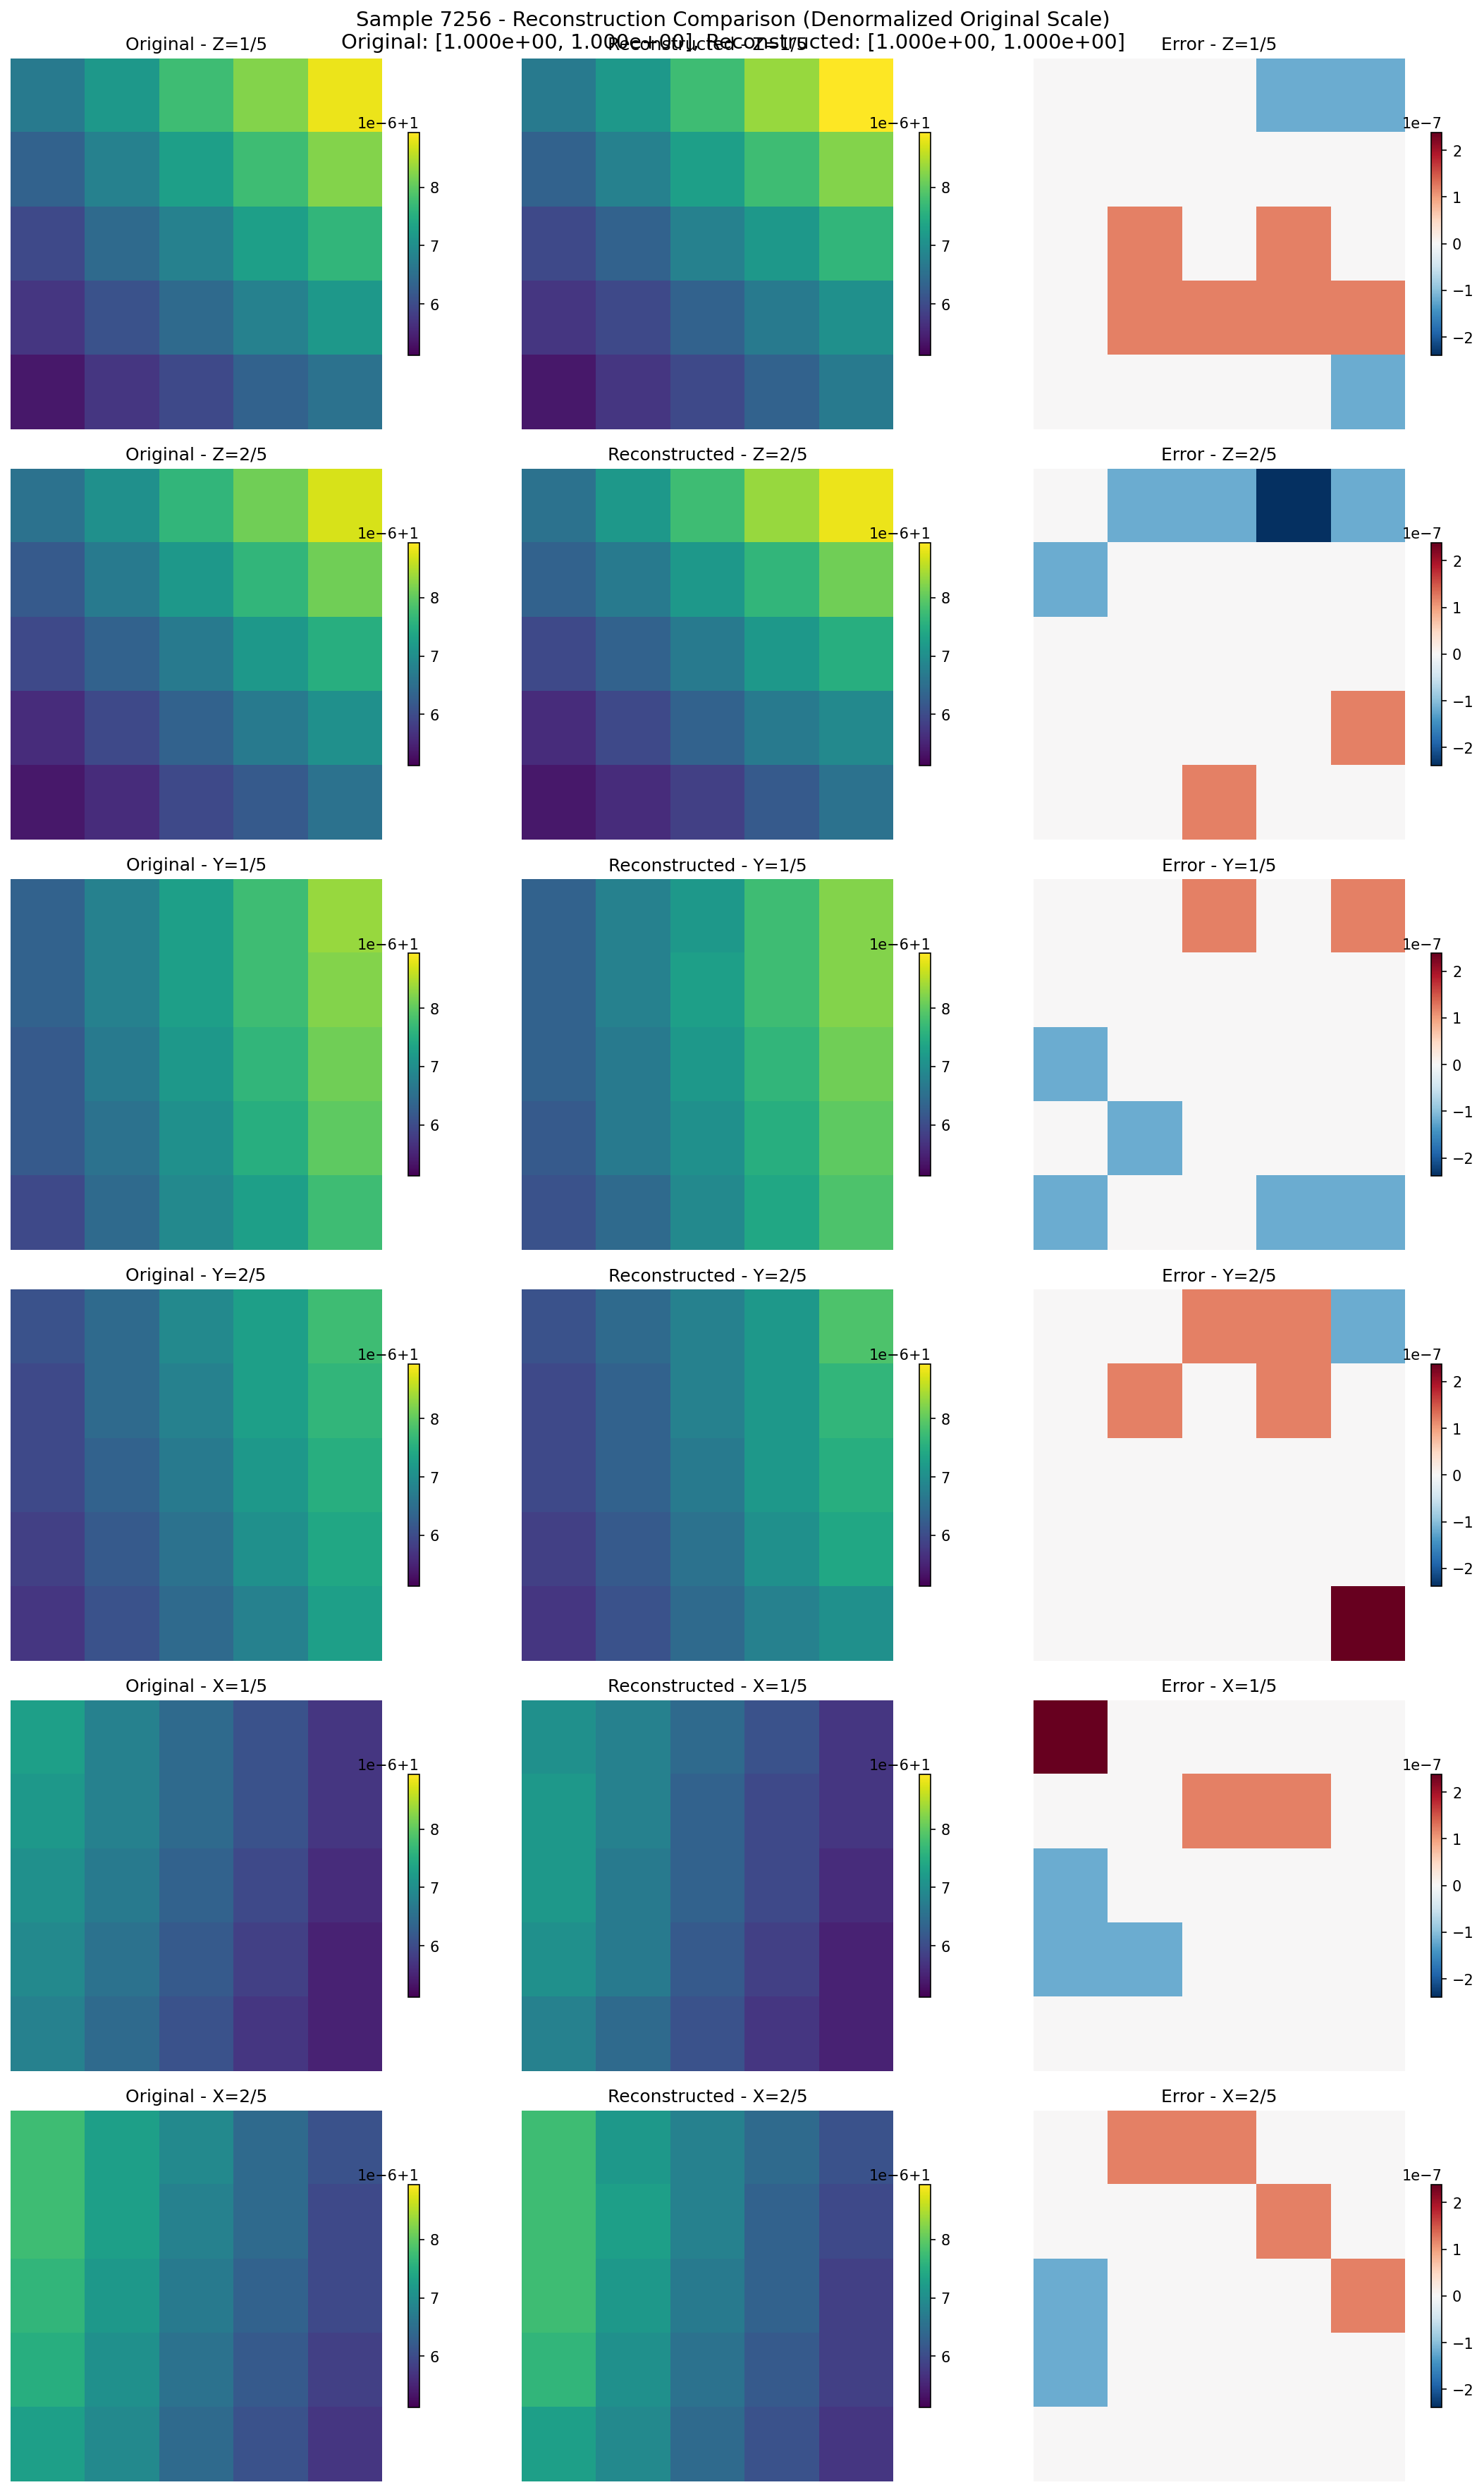 Sample 7256 - Reconstruction Comparison (Denormalized Original Scale)
Original: [1.000e+00, 1.000e+00], Reconstructed: [1.000e+00, 1.000e+00]
Original - Z=1/5
Reconstructed - Z=1/5
Error - Z=1/5
1e−6+1
8
7
6
1e−6+1
8
7
6
1e−7
2
1
0
−1
−2
Original - Z=2/5
Reconstructed - Z=2/5
Error - Z=2/5
1e−6+1
8
7
6
1e−6+1
8
7
6
1e−7
2
1
0
−1
−2
Original - Y=1/5
Reconstructed - Y=1/5
Error - Y=1/5
1e−6+1
8
7
6
1e−6+1
8
7
6
1e−7
2
1
0
−1
−2
Original - Y=2/5
Reconstructed - Y=2/5
Error - Y=2/5
1e−6+1
8
7
6
1e−6+1
8
7
6
1e−7
2
1
0
−1
−2
Original - X=1/5
Reconstructed - X=1/5
Error - X=1/5
1e−6+1
8
7
6
1e−6+1
8
7
6
1e−7
2
1
0
−1
−2
Original - X=2/5
Reconstructed - X=2/5
Error - X=2/5
1e−6+1
8
7
6
1e−6+1
8
7
6
1e−7
2
1
0
−1
−2